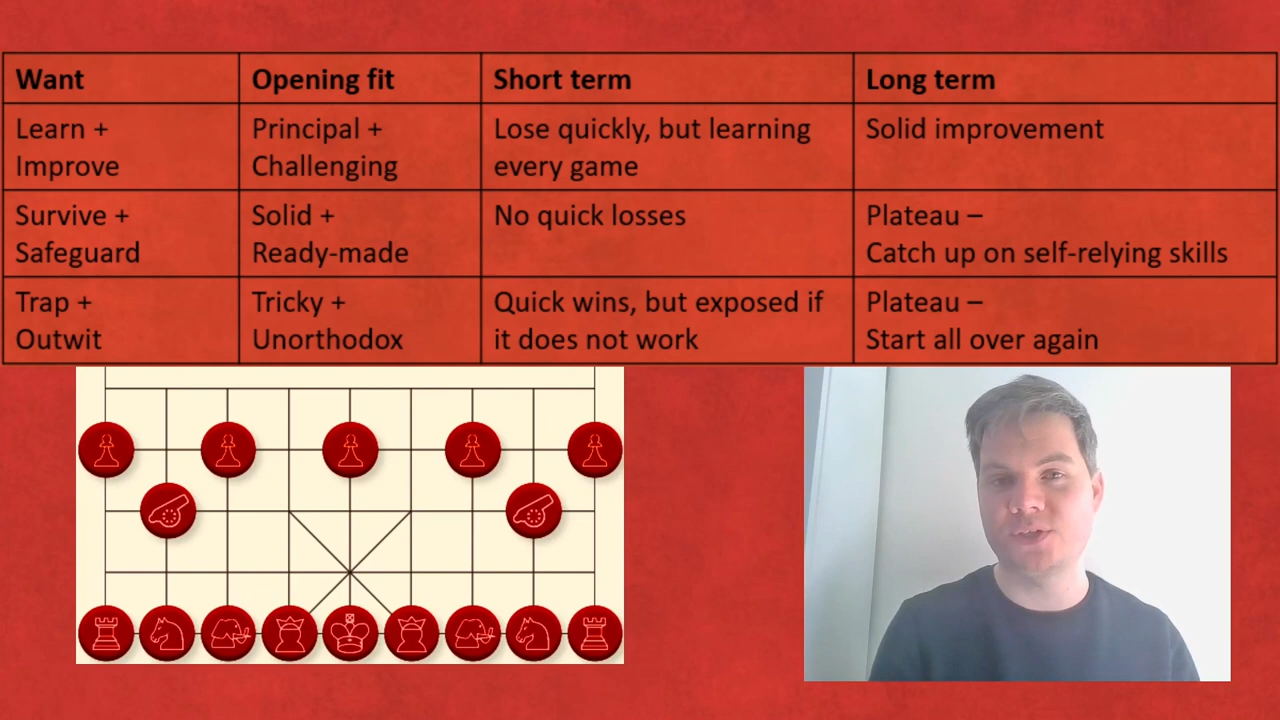 Want Opening fit Short term Long term
Learn + Principal + Lose quickly, but learning Solid improvement
Improve Challenging every game
Survive + Solid + No quick losses Plateau –
Safeguard Ready-made Catch up on self-relying skills
Trap + Tricky + Quick wins, but exposed if Plateau –
Outwit Unorthodox it does not work Start all over again